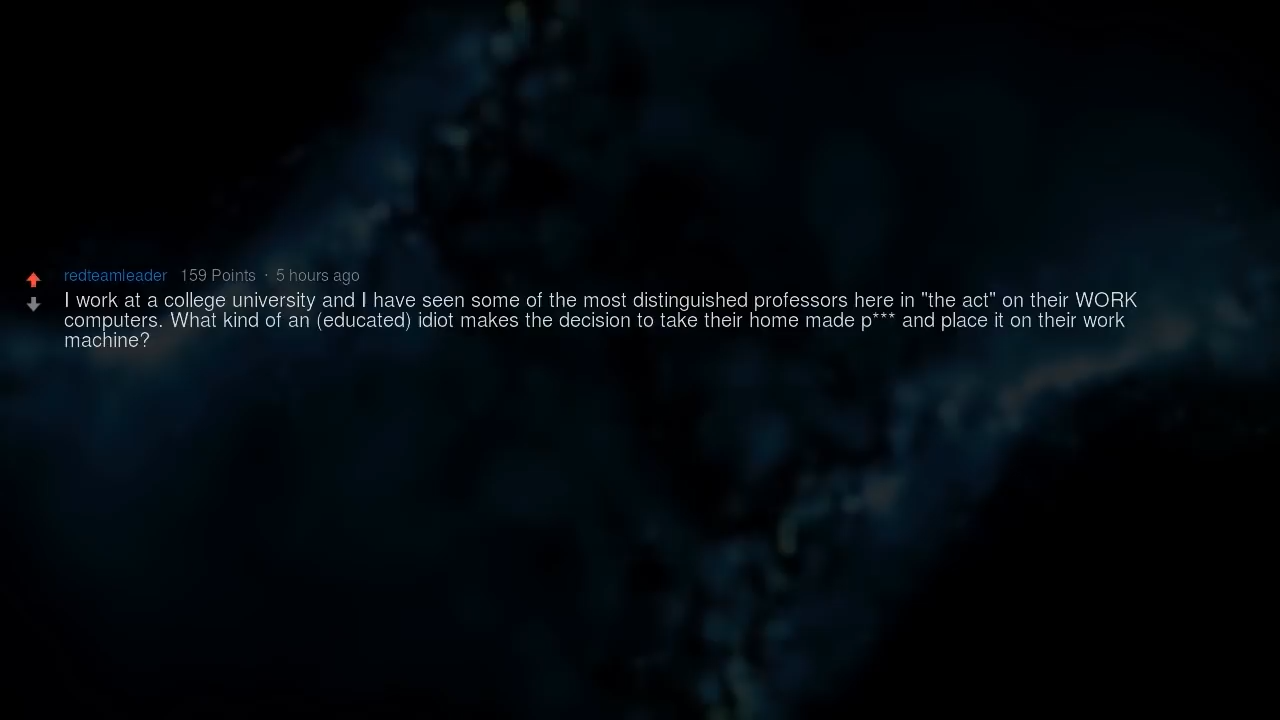 redteamleader 159 Points · 5 hours ago
I work at a college university and I have seen some of the most distinguished professors here in "the act" on their WORK
computers. What kind of an (educated) idiot makes the decision to take their home made p*** and place it on their work
machine?